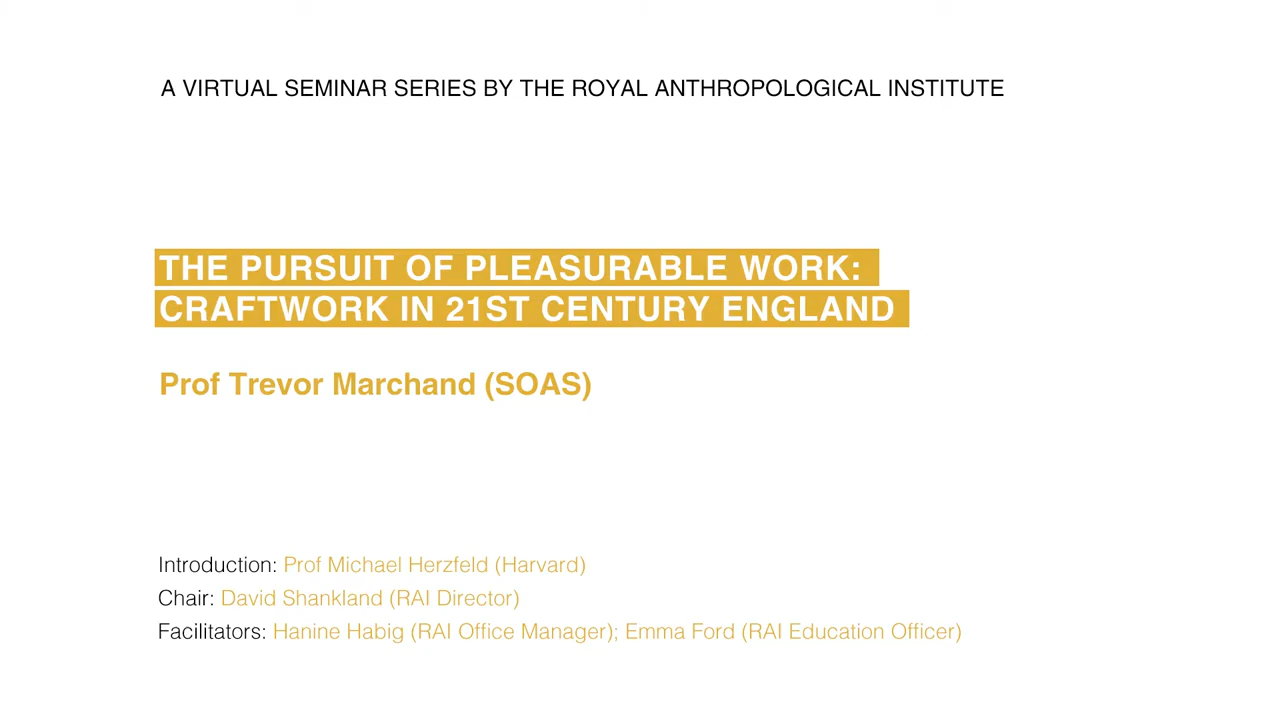 A VIRTUAL SEMINAR SERIES BY THE ROYAL ANTHROPOLOGICAL INSTITUTE
THE PURSUIT OF PLEASURABLE WORK:
CRAFTWORK IN 21ST CENTURY ENGLAND
Prof Trevor Marchand (SOAS)
Introduction: Prof Michael Herzfeld (Harvard)
Chair: David Shankland (RAI Director)
Facilitators: Hanine Habig (RAI Office Manager); Emma Ford (RAI Education Officer)